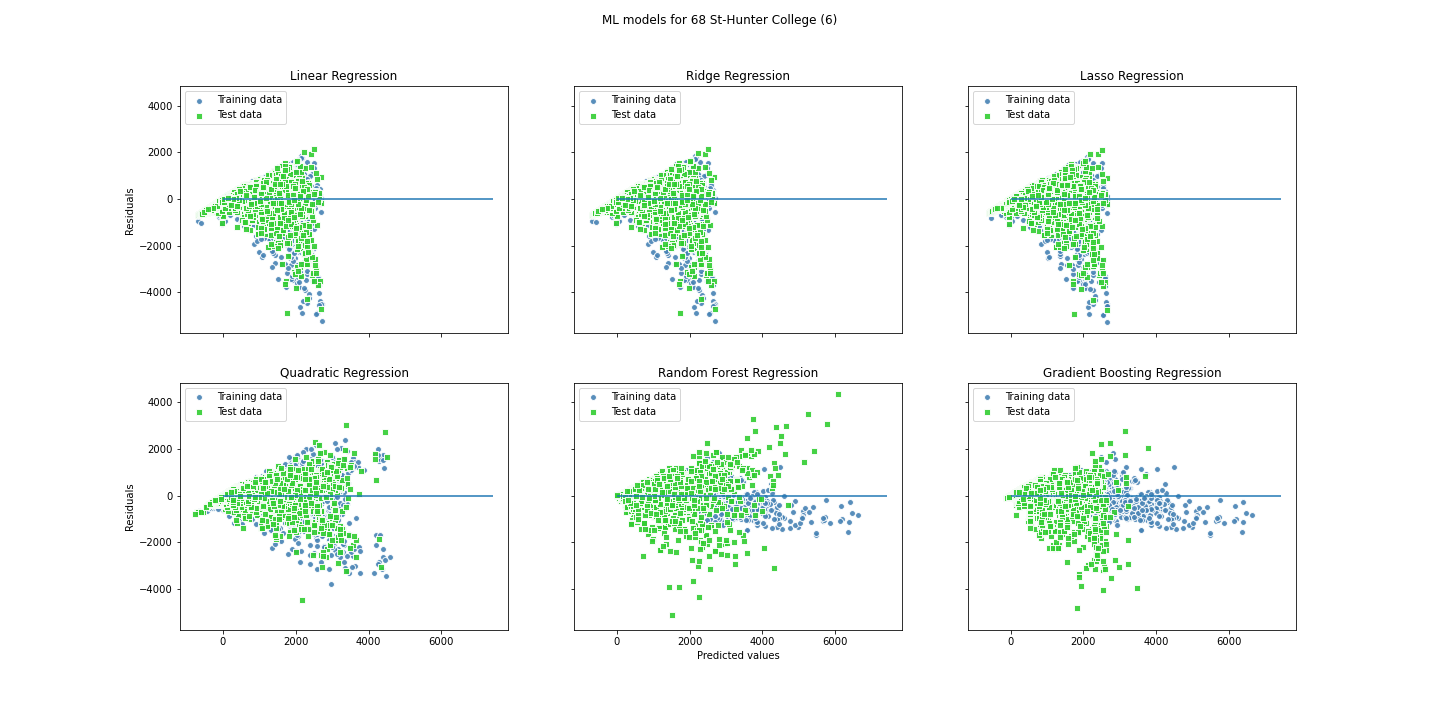 ML models for 68 St-Hunter College (6)
Linear Regression
Ridge Regression
Lasso Regression
Training data
Test data
Training data
Test data
Training data
Test data
Residuals
4000
2000
0
−2000
−4000
Quadratic Regression
Random Forest Regression
Gradient Boosting Regression
Training data
Test data
Training data
Test data
Training data
Test data
Residuals
4000
2000
0
−2000
−4000
0 2000 4000 6000
0 2000 4000 6000
0 2000 4000 6000
Predicted values